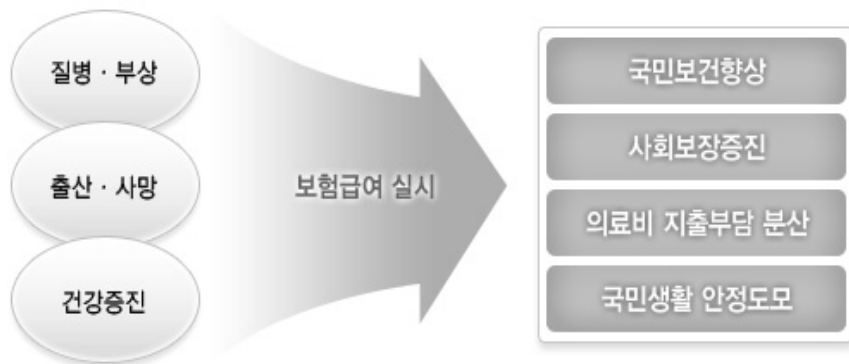 질병 · 부상
출산 · 사망
건강증진
보험급여 실시
국민보건향상
사회보장증진
의료비 지출부담 분산
국민생활 안정도모